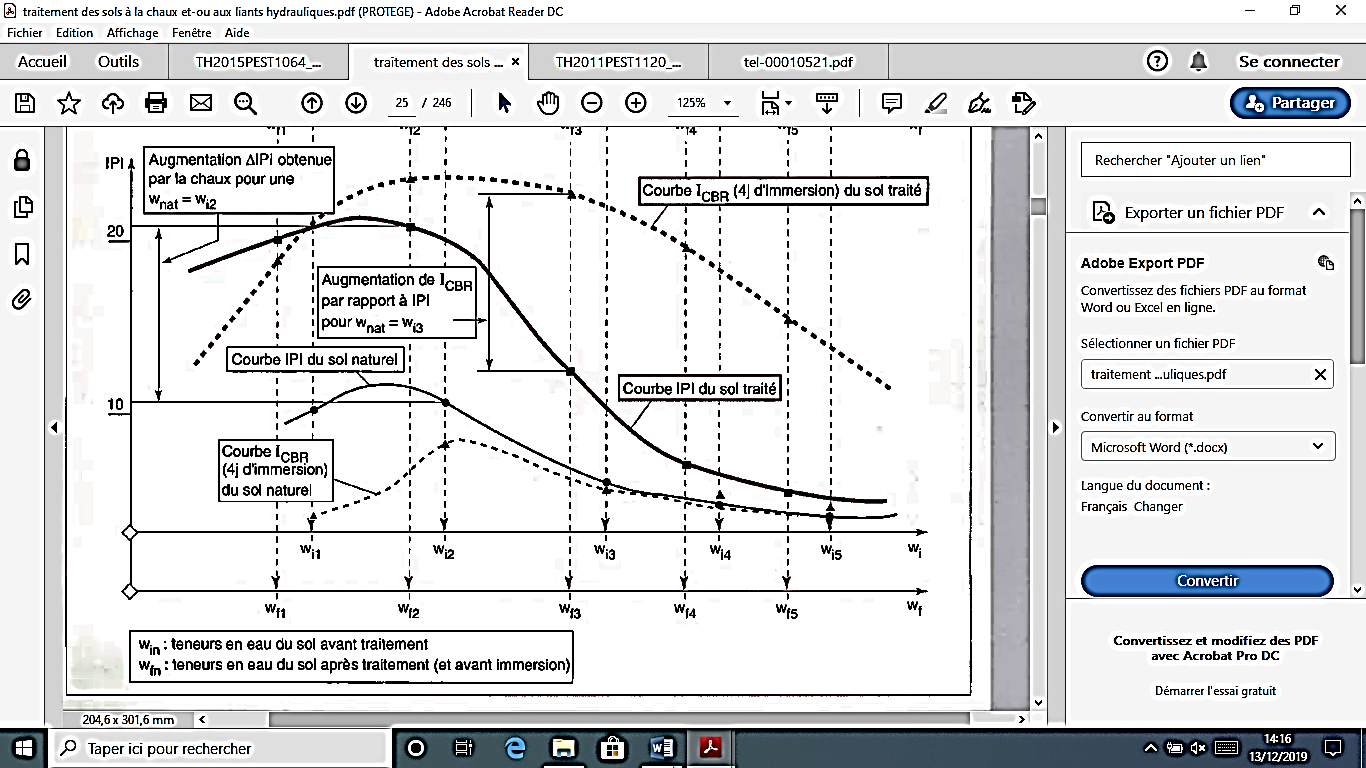 traitement des sols à la chaux et-ou aux liants hydrauliques.pdf (PROTEGE) - Adobe Acrobat Reader DC
Fichier Edition Affichage Fenêtre Aide
Accueil Outils TH2015PEST1064_... traitement des sols ... × TH2011PEST1120_... tel-00010521.pdf Se connecter
25 / 246 125% Partager
IPI
Augmentation ΔIPI obtenue
par la chaux pour une
wnat = wi2
Courbe ICBR (4j d'immersion) du sol traité
20
Augmentation de ICBR
par rapport à IPI
pour wnat = wi3
Courbe IPI du sol naturel
Courbe IPI du sol traité
10
Courbe ICBR
(4j d'immersion)
du sol naturel
wi1 wi2 wi3 wi4 wi5 wi
wf1 wf2 wf3 wf4 wf5 wf
win : teneurs en eau du sol avant traitement
wfn : teneurs en eau du sol après traitement (et avant immersion)
204,6 x 301,6 mm
Rechercher "Ajouter un lien"
Exporter un fichier PDF
Adobe Export PDF
Convertissez des fichiers PDF au format
Word ou Excel en ligne.
Sélectionner un fichier PDF
traitement ...uliques.pdf
Convertir au format
Microsoft Word (*.docx)
Langue du document :
Français Changer
Convertir
Convertissez et modifiez des PDF
avec Acrobat Pro DC
Démarrer l'essai gratuit
Taper ici pour rechercher
14:16
13/12/2019